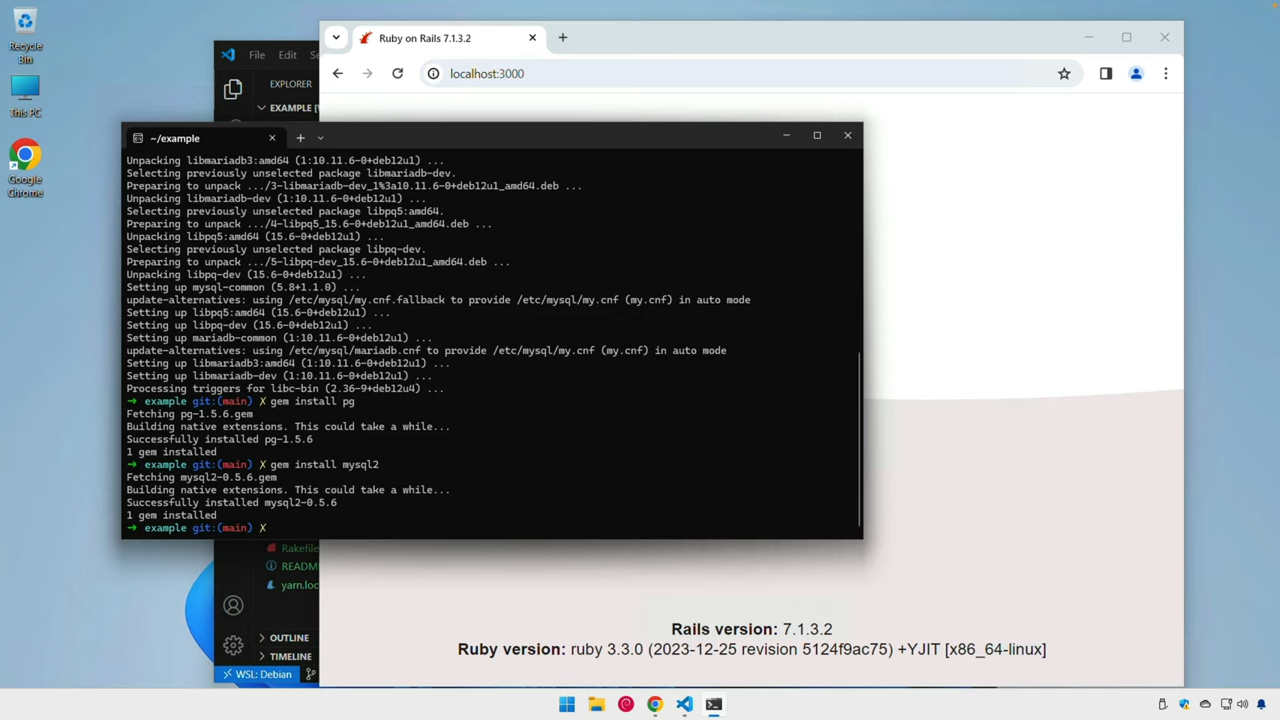 Recycle
Bin
This PC
Google
Chrome
Ruby on Rails 7.1.3.2
localhost:3000
File Edit Se
EXPLORER
EXAMPLE [
~/example
Unpacking libmariadb3:amd64 (1:10.11.6-0+deb12u1) ...
Selecting previously unselected package libmariadb-dev.
Preparing to unpack .../3-libmariadb-dev_1%3a10.11.6-0+deb12u1_amd64.deb ...
Unpacking libmariadb-dev (1:10.11.6-0+deb12u1) ...
Selecting previously unselected package libpq5:amd64.
Preparing to unpack .../4-libpq5_15.6-0+deb12u1_amd64.deb ...
Unpacking libpq5:amd64 (15.6-0+deb12u1) ...
Selecting previously unselected package libpq-dev.
Preparing to unpack .../5-libpq-dev_15.6-0+deb12u1_amd64.deb ...
Unpacking libpq-dev (15.6-0+deb12u1) ...
Setting up mysql-common (5.8+1.1.0) ...
update-alternatives: using /etc/mysql/my.cnf.fallback to provide /etc/mysql/my.cnf (my.cnf) in auto mode
Setting up libpq5:amd64 (15.6-0+deb12u1) ...
Setting up libpq-dev (15.6-0+deb12u1) ...
Setting up mariadb-common (1:10.11.6-0+deb12u1) ...
update-alternatives: using /etc/mysql/mariadb.cnf to provide /etc/mysql/my.cnf (my.cnf) in auto mode
Setting up libmariadb3:amd64 (1:10.11.6-0+deb12u1) ...
Setting up libmariadb-dev (1:10.11.6-0+deb12u1) ...
Processing triggers for libc-bin (2.36-9+deb12u4) ...
→ example git:(main) ✗ gem install pg
Fetching pg-1.5.6.gem
Building native extensions. This could take a while...
Successfully installed pg-1.5.6
1 gem installed
→ example git:(main) ✗ gem install mysql2
Fetching mysql2-0.5.6.gem
Building native extensions. This could take a while...
Successfully installed mysql2-0.5.6
1 gem installed
→ example git:(main) ✗
Rakefile
READM
yarn.loc
OUTLINE
TIMELINE
WSL: Debian
Rails version: 7.1.3.2
Ruby version: ruby 3.3.0 (2023-12-25 revision 5124f9ac75) +YJIT [x86_64-linux]